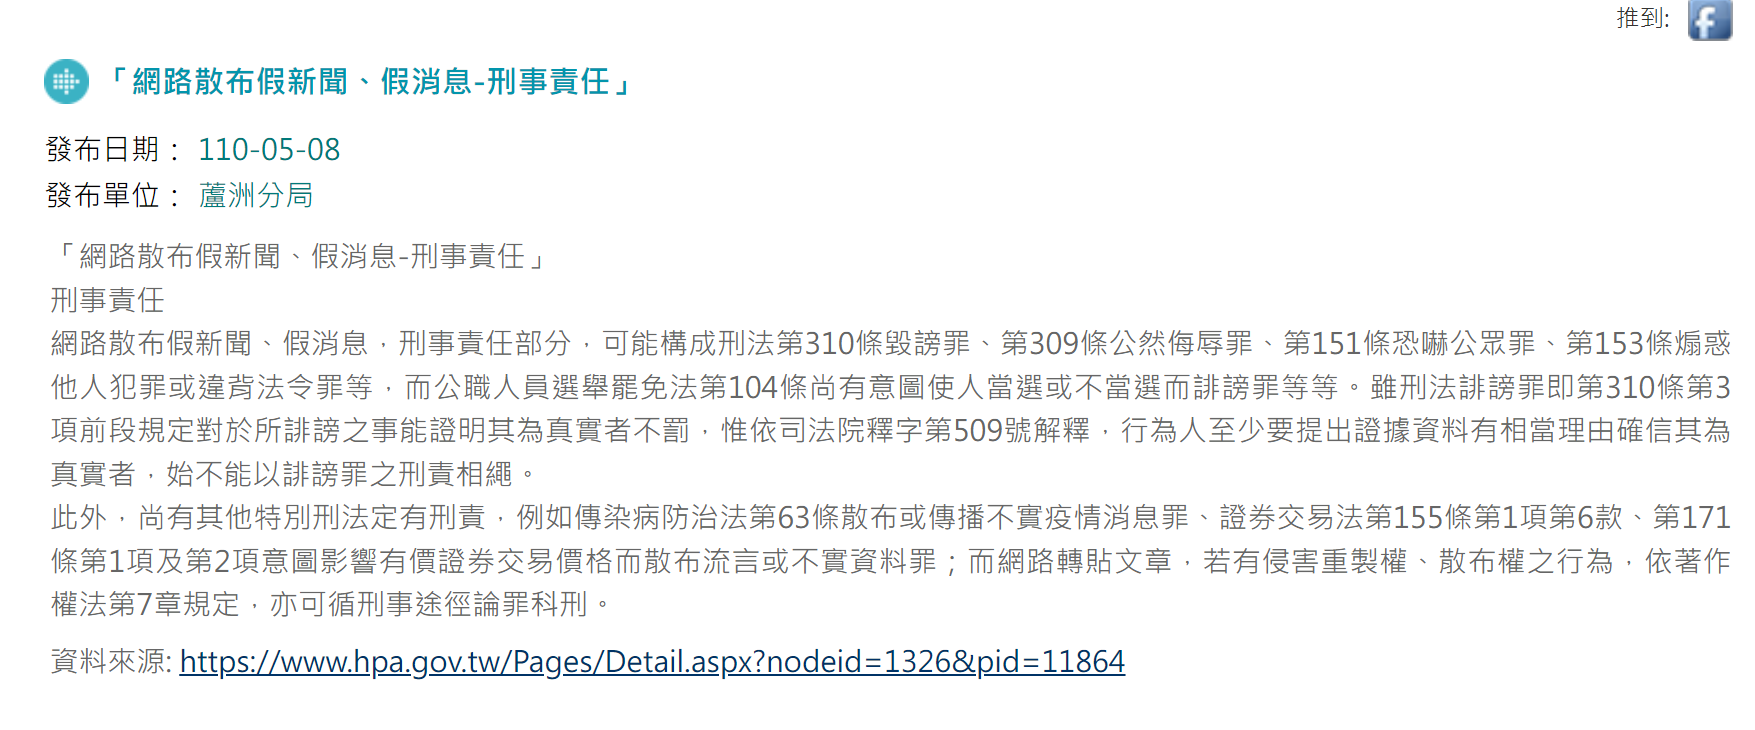 推到:
「網路散布假新聞、假消息-刑事責任」
發布日期： 110-05-08
發布單位： 蘆洲分局
「網路散布假新聞、假消息-刑事責任」
刑事責任
網路散布假新聞、假消息，刑事責任部分，可能構成刑法第310條毀謗罪、第309條公然侮辱罪、第151條恐嚇公眾罪、第153條煽惑
他人犯罪或違背法令罪等，而公職人員選舉罷免法第104條尚有意圖使人當選或不當選而誹謗罪等等。雖刑法誹謗罪即第310條第3
項前段規定對於所誹謗之事能證明其為真實者不罰，惟依司法院釋字第509號解釋，行為人至少要提出證據資料有相當理由確信其為
真實者，始不能以誹謗罪之刑責相繩。
此外，尚有其他特別刑法定有刑責，例如傳染病防治法第63條散布或傳播不實疫情消息罪、證券交易法第155條第1項第6款、第171
條第1項及第2項意圖影響有價證券交易價格而散布流言或不實資料罪；而網路轉貼文章，若有侵害重製權、散布權之行為，依著作
權法第7章規定，亦可循刑事途徑論罪科刑。
資料來源: https://www.hpa.gov.tw/Pages/Detail.aspx?nodeid=1326&pid=11864